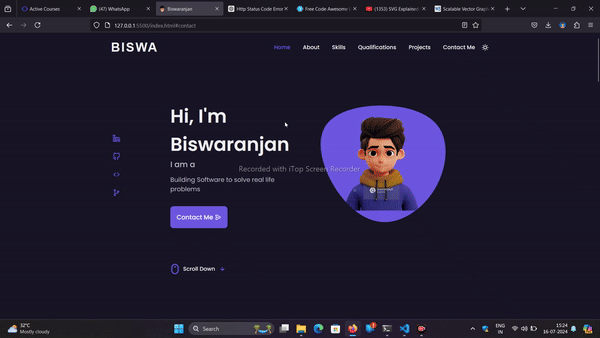 Active Courses
(47) WhatsApp
Biswaranjan
Http Status Code Error
Free Code Awesome
(1353) SVG Explained
Scalable Vector Graph
127.0.0.1:5500/index.html#contact
BISWA
Home
About
Skills
Qualifications
Projects
Contact Me
Hi, I'm
Biswaranjan
I am a
Recorded with iTop Screen Recorder
Building Software to solve real life
problems
Contact Me
Scroll Down
32°C
Mostly cloudy
Search
ENG
IN
15:24
16-07-2024